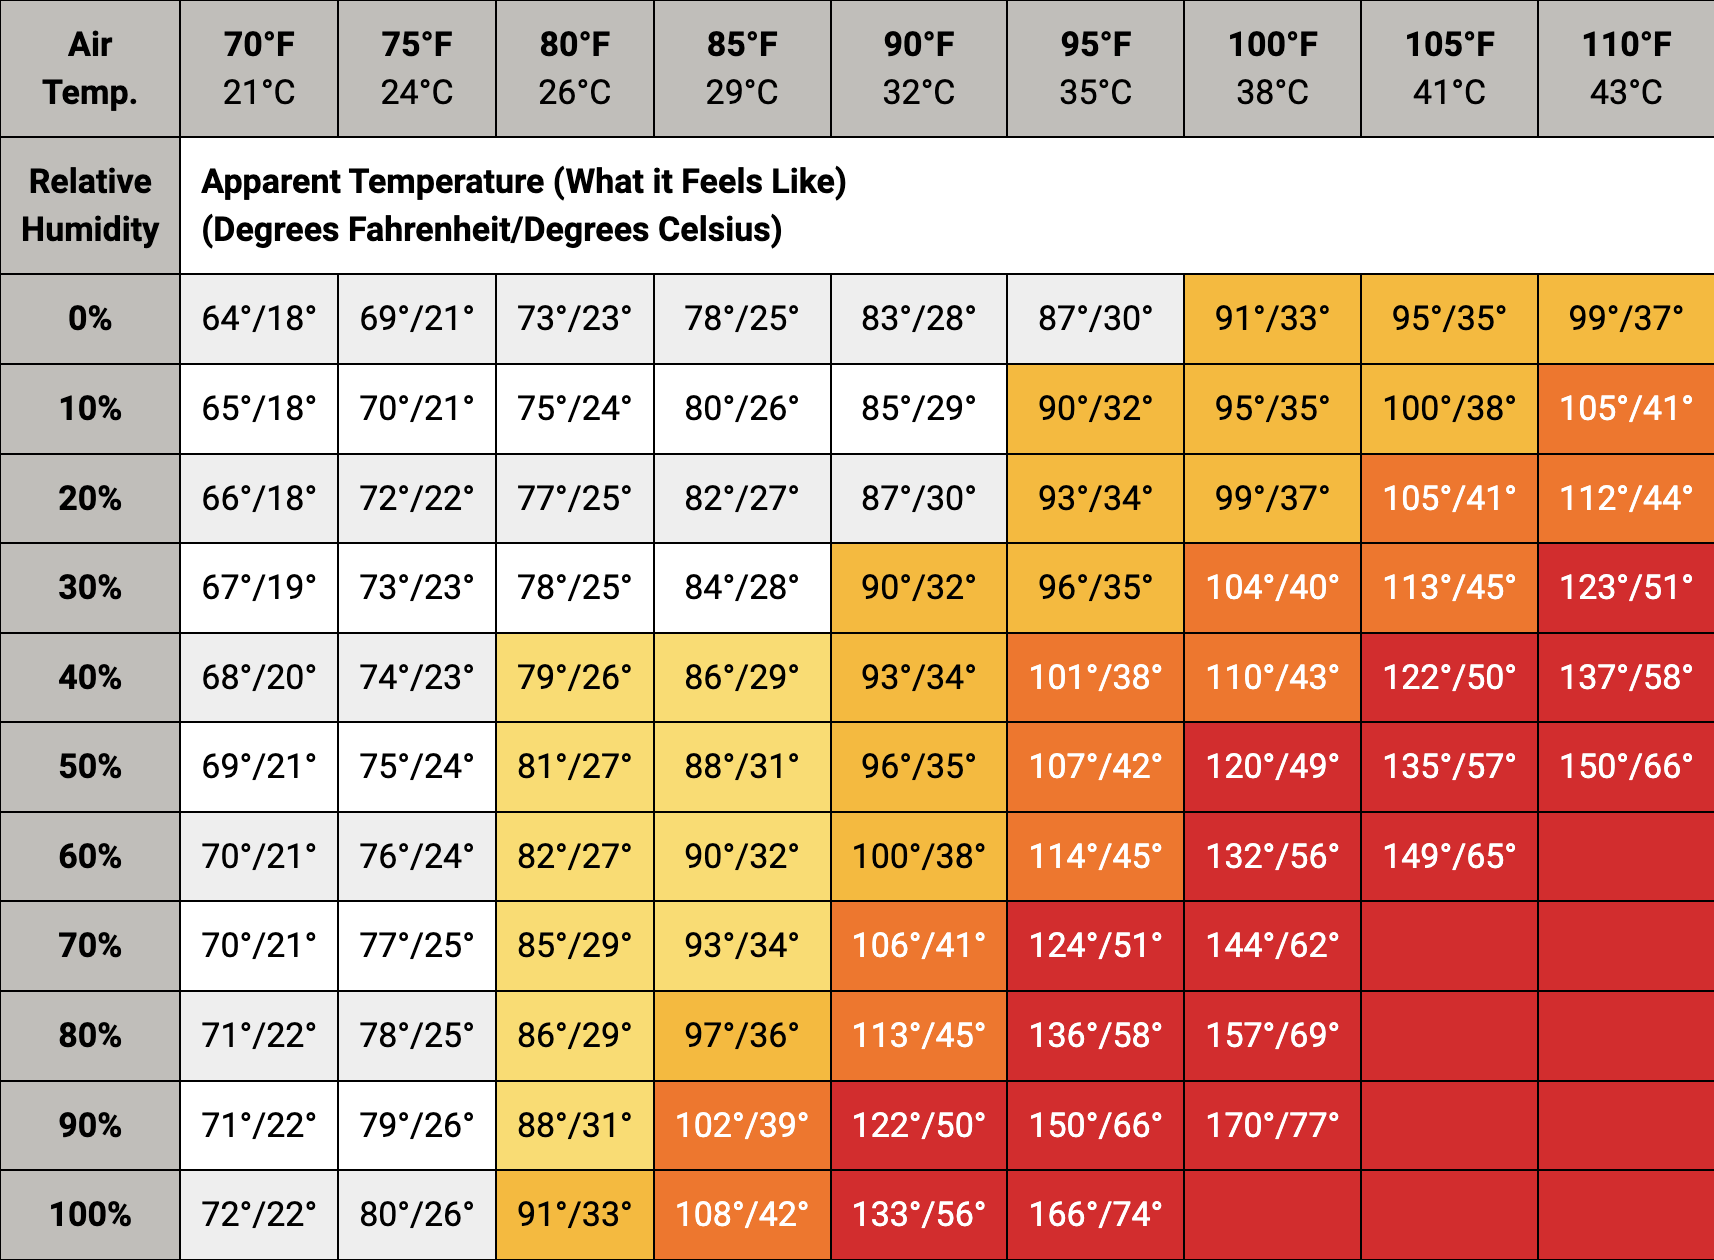 Air Temp. 70°F 21°C 75°F 24°C 80°F 26°C 85°F 29°C 90°F 32°C 95°F 35°C 100°F 38°C 105°F 41°C 110°F 43°C
Relative Humidity Apparent Temperature (What it Feels Like)
(Degrees Fahrenheit/Degrees Celsius)
0% 64°/18° 69°/21° 73°/23° 78°/25° 83°/28° 87°/30° 91°/33° 95°/35° 99°/37°
10% 65°/18° 70°/21° 75°/24° 80°/26° 85°/29° 90°/32° 95°/35° 100°/38° 105°/41°
20% 66°/18° 72°/22° 77°/25° 82°/27° 87°/30° 93°/34° 99°/37° 105°/41° 112°/44°
30% 67°/19° 73°/23° 78°/25° 84°/28° 90°/32° 96°/35° 104°/40° 113°/45° 123°/51°
40% 68°/20° 74°/23° 79°/26° 86°/29° 93°/34° 101°/38° 110°/43° 122°/50° 137°/58°
50% 69°/21° 75°/24° 81°/27° 88°/31° 96°/35° 107°/42° 120°/49° 135°/57° 150°/66°
60% 70°/21° 76°/24° 82°/27° 90°/32° 100°/38° 114°/45° 132°/56° 149°/65°
70% 70°/21° 77°/25° 85°/29° 93°/34° 106°/41° 124°/51° 144°/62°
80% 71°/22° 78°/25° 86°/29° 97°/36° 113°/45° 136°/58° 157°/69°
90% 71°/22° 79°/26° 88°/31° 102°/39° 122°/50° 150°/66° 170°/77°
100% 72°/22° 80°/26° 91°/33° 108°/42° 133°/56° 166°/74°